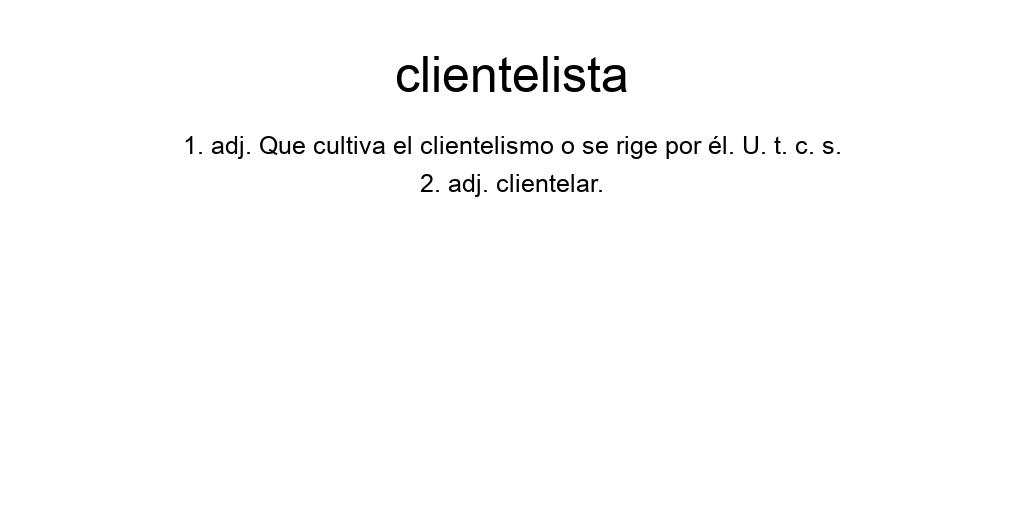 clientelista
1. adj. Que cultiva el clientelismo o se rige por él. U. t. c. s.
2. adj. clientelar.